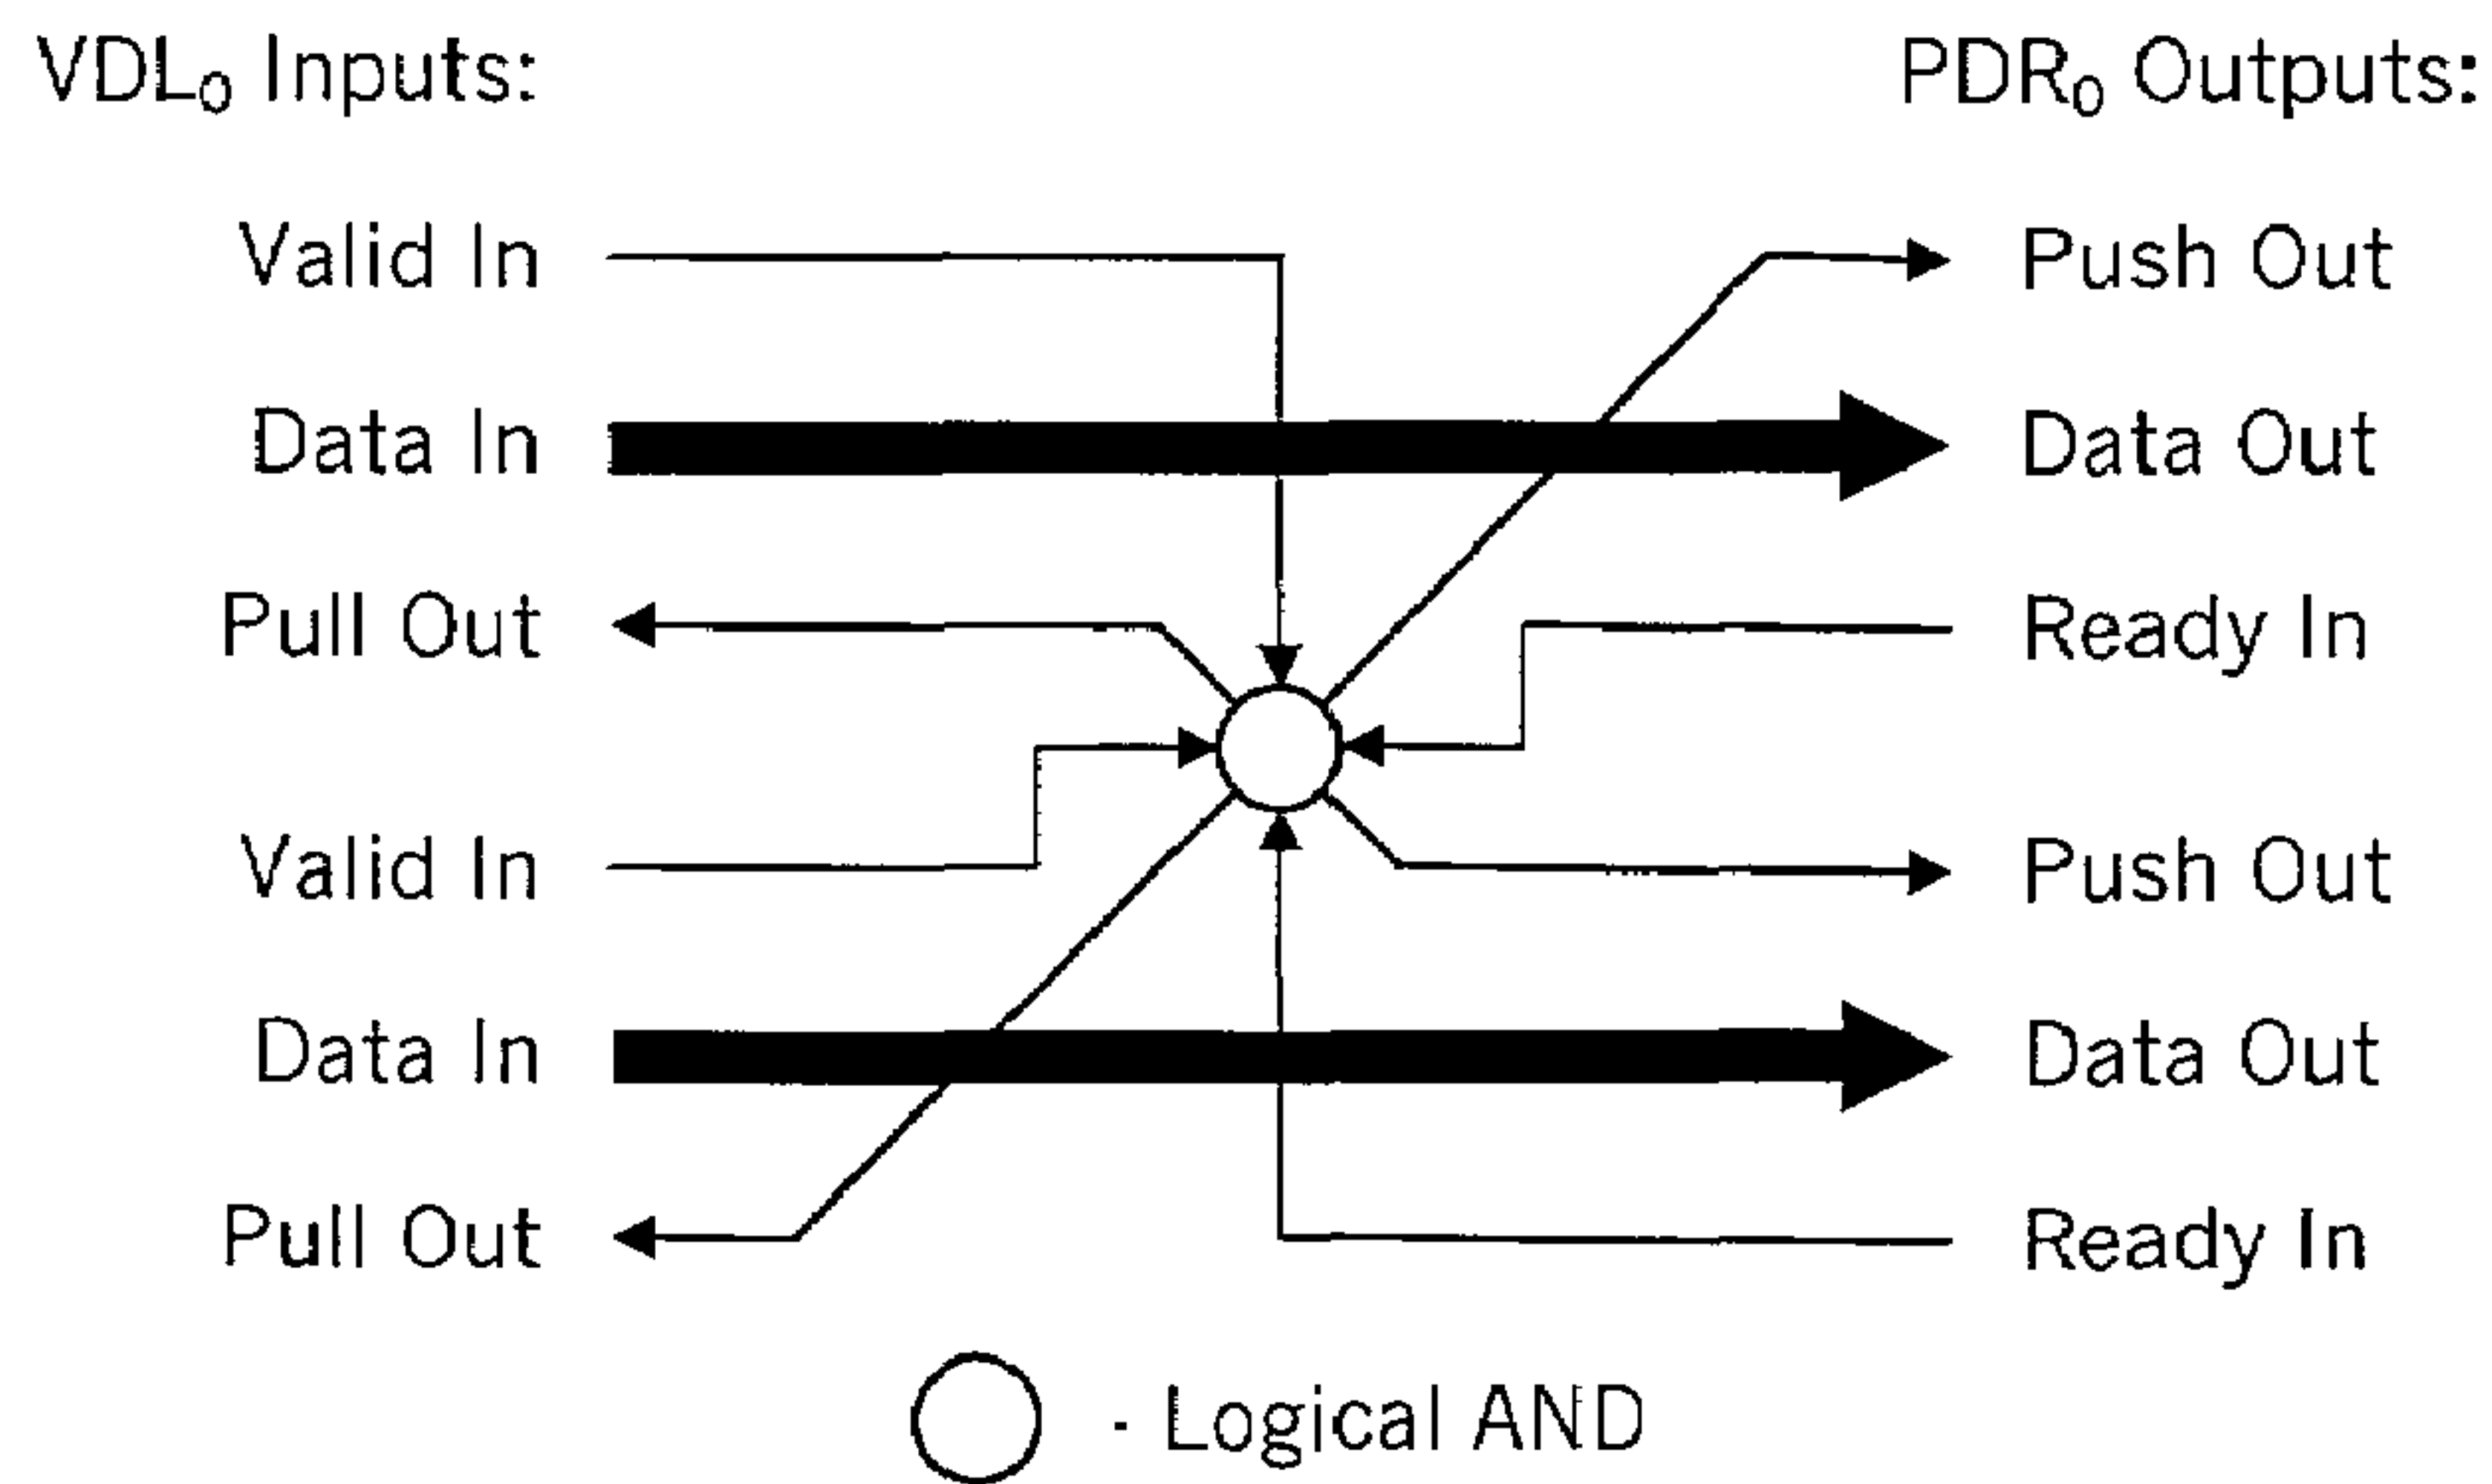 VDL₀ Inputs:
PDR₀ Outputs:
Valid In
Push Out
Data In
Data Out
Pull Out
Ready In
Valid In
Push Out
Data In
Data Out
Pull Out
Ready In
- Logical AND